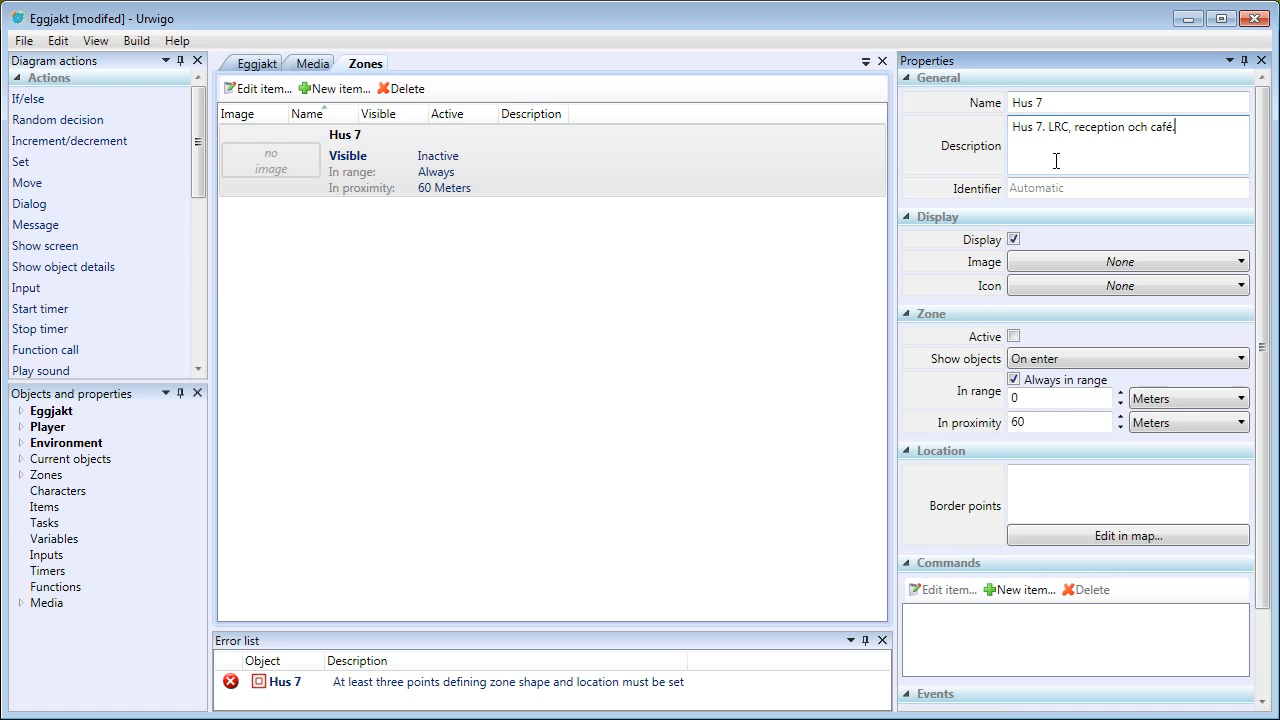 Eggjakt [modifed] - Urwigo
File Edit View Build Help
Diagram actions
Actions
If/else
Random decision
Increment/decrement
Set
Move
Dialog
Message
Show screen
Show object details
Input
Start timer
Stop timer
Function call
Play sound
Objects and properties
Eggjakt
Player
Environment
Current objects
Zones
Characters
Items
Tasks
Variables
Inputs
Timers
Functions
Media
Eggjakt Media Zones
Edit item... New item... Delete
Image Name Visible Active Description
Hus 7
no image
Visible Inactive
In range: Always
In proximity: 60 Meters
Error list
Object Description
Hus 7 At least three points defining zone shape and location must be set
Properties
General
Name Hus 7
Description Hus 7. LRC, reception och café.
Identifier Automatic
Display
Display
Image None
Icon None
Zone
Active
Show objects On enter
In range Always in range
0 Meters
In proximity 60 Meters
Location
Border points
Edit in map...
Commands
Edit item... New item... Delete
Events